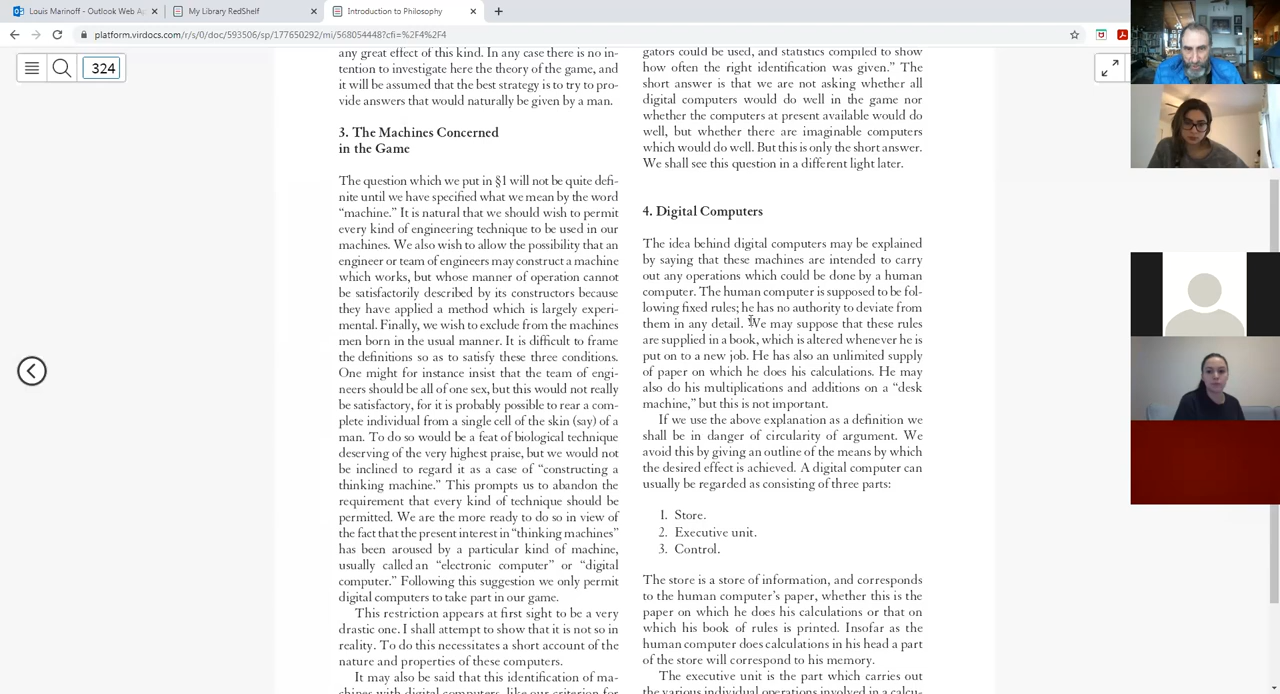 Louis Marinoff - Outlook Web A
My Library RedShelf
Introduction to Philosophy
platform.virdocs.com/r/s/0/doc/593506/sp/177650292/mi/568054448?cfi=%2F4%2F4
324
any great effect of this kind. In any case there is no in-
tention to investigate here the theory of the game, and
it will be assumed that the best strategy is to try to pro-
vide answers that would naturally be given by a man.
3. The Machines Concerned
in the Game
The question which we put in §1 will not be quite defi-
nite until we have specified what we mean by the word
“machine.” It is natural that we should wish to permit
every kind of engineering technique to be used in our
machines. We also wish to allow the possibility that an
engineer or team of engineers may construct a machine
which works, but whose manner of operation cannot
be satisfactorily described by its constructors because
they have applied a method which is largely experi-
mental. Finally, we wish to exclude from the machines
men born in the usual manner. It is difficult to frame
the definitions so as to satisfy these three conditions.
One might for instance insist that the team of engi-
neers should be all of one sex, but this would not really
be satisfactory, for it is probably possible to rear a com-
plete individual from a single cell of the skin (say) of a
man. To do so would be a feat of biological technique
deserving of the very highest praise, but we would not
be inclined to regard it as a case of “constructing a
thinking machine.” This prompts us to abandon the
requirement that every kind of technique should be
permitted. We are the more ready to do so in view of
the fact that the present interest in “thinking machines”
has been aroused by a particular kind of machine,
usually called an “electronic computer” or “digital
computer.” Following this suggestion we only permit
digital computers to take part in our game.
This restriction appears at first sight to be a very
drastic one. I shall attempt to show that it is not so in
reality. To do this necessitates a short account of the
nature and properties of these computers.
It may also be said that this identification of ma-
chines with digital computers, like our criterion for
gators could be used, and statistics compiled to show
how often the right identification was given.” The
short answer is that we are not asking whether all
digital computers would do well in the game nor
whether the computers at present available would do
well, but whether there are imaginable computers
which would do well. But this is only the short answer.
We shall see this question in a different light later.
4. Digital Computers
The idea behind digital computers may be explained
by saying that these machines are intended to carry
out any operations which could be done by a human
computer. The human computer is supposed to be fol-
lowing fixed rules; he has no authority to deviate from
them in any detail. We may suppose that these rules
are supplied in a book, which is altered whenever he is
put on to a new job. He has also an unlimited supply
of paper on which he does his calculations. He may
also do his multiplications and additions on a “desk
machine,” but this is not important.
If we use the above explanation as a definition we
shall be in danger of circularity of argument. We
avoid this by giving an outline of the means by which
the desired effect is achieved. A digital computer can
usually be regarded as consisting of three parts:
1. Store.
2. Executive unit.
3. Control.
The store is a store of information, and corresponds
to the human computer’s paper, whether this is the
paper on which he does his calculations or that on
which his book of rules is printed. Insofar as the
human computer does calculations in his head a part
of the store will correspond to his memory.
The executive unit is the part which carries out
the various individual operations involved in a calcu-